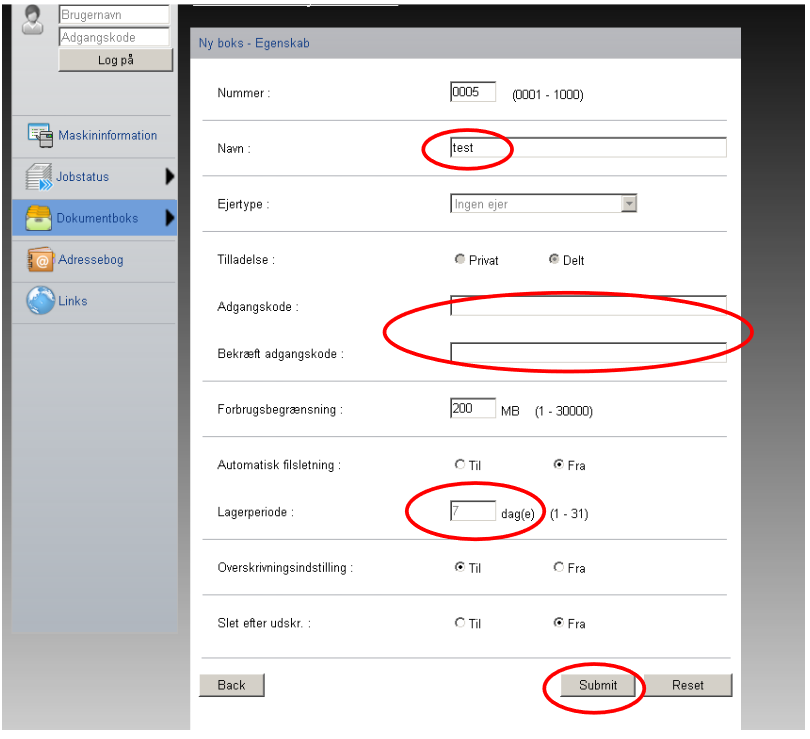 Brugernavn
Adgangskode
Log på
Maskininformation
Jobstatus
Dokumentboks
Adressebog
Links
Ny boks - Egenskab
Nummer : 0005 (0001 - 1000)
Navn : test
Ejertype : Ingen ejer
Tilladelse : Privat Delt
Adgangskode :
Bekræft adgangskode :
Forbrugsbegrænsning : 200 MB (1 - 30000)
Automatisk filsletning : Til Fra
Lagerperiode : 7 dag(e) (1 - 31)
Overskrivningsindstilling : Til Fra
Slet efter udskr. : Til Fra
Back Submit Reset